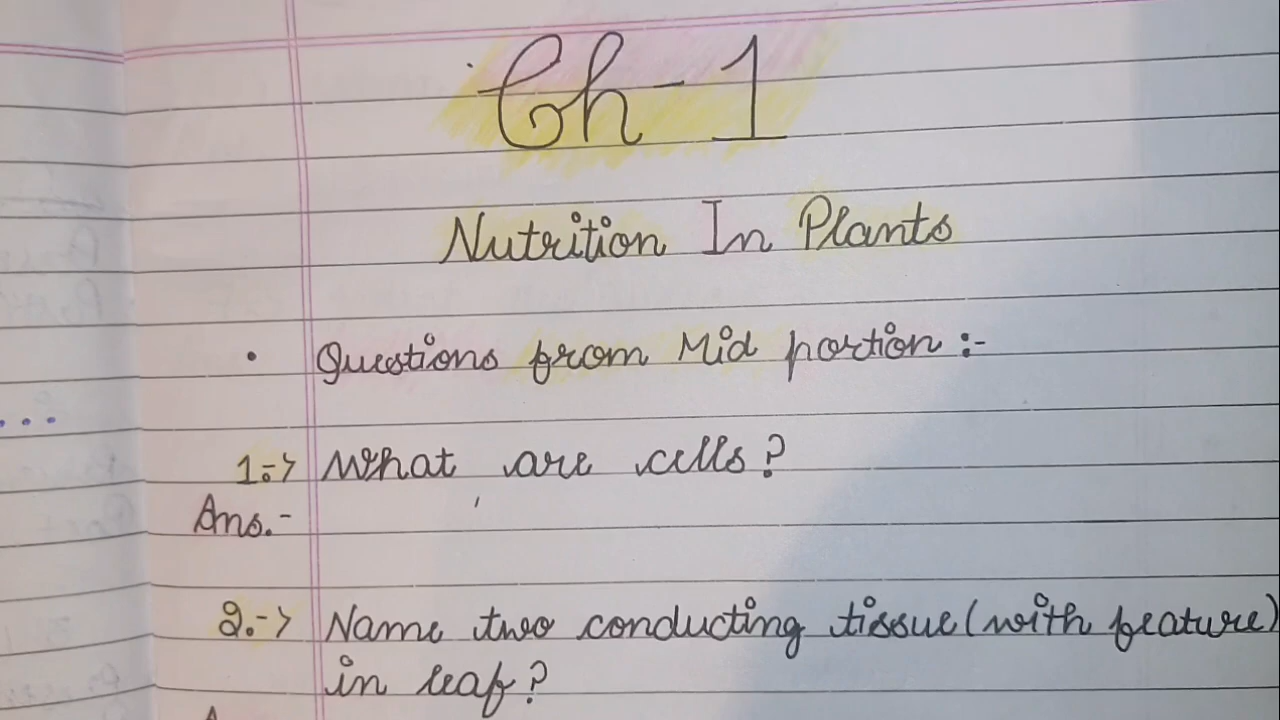 Ch-1
Nutrition In Plants
• Questions from Mid portion :-
1.-> What are cells?
Ans.-
2.-> Name two conducting tissue (with feature)
in leaf?